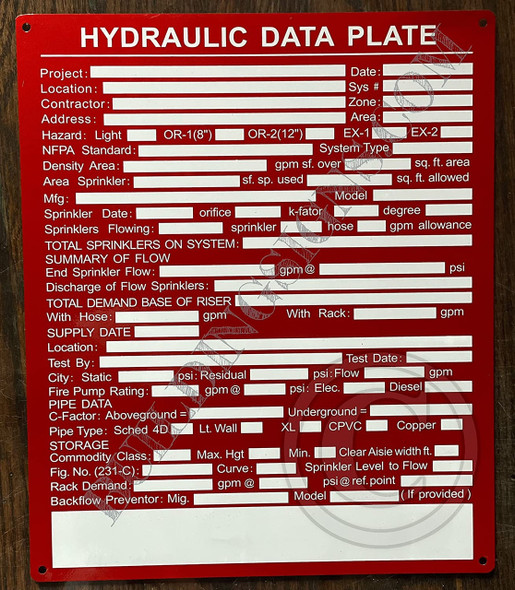 HYDRAULIC DATA PLATE
Project: Date:
Location: Sys #
Contractor: Zone:
Address: Area:
Hazard: Light OR-1(8") OR-2(12") EX-1 EX-2
NFPA Standard: System Type
Density Area: gpm sf. over sq. ft. area
Area Sprinkler: sf. sp. used sq. ft. allowed
Mfg: Model
Sprinkler Date: orifice k-fator degree
Sprinklers Flowing: sprinkler hose gpm allowance
TOTAL SPRINKLERS ON SYSTEM:
SUMMARY OF FLOW
End Sprinkler Flow: gpm @ psi
Discharge of Flow Sprinklers:
TOTAL DEMAND BASE OF RISER
With Hose: gpm With Rack: gpm
SUPPLY DATE
Location:
Test By: Test Date:
City: Static psi: Residual psi: Flow gpm
Fire Pump Rating: gpm @ psi: Elec. Diesel
PIPE DATA
C-Factor: Aboveground = Underground =
Pipe Type: Sched 4D Lt. Wall XL CPVC Copper
STORAGE
Commodity Class: Max. Hgt Min. Clear Aisie width ft.
Fig. No. (231-C): Curve: Sprinkler Level to Flow
Rack Demand: gpm @ psi @ ref. point
Backflow Preventor: Mig. Model ( If provided )
BUILDINGSIGNS.COM